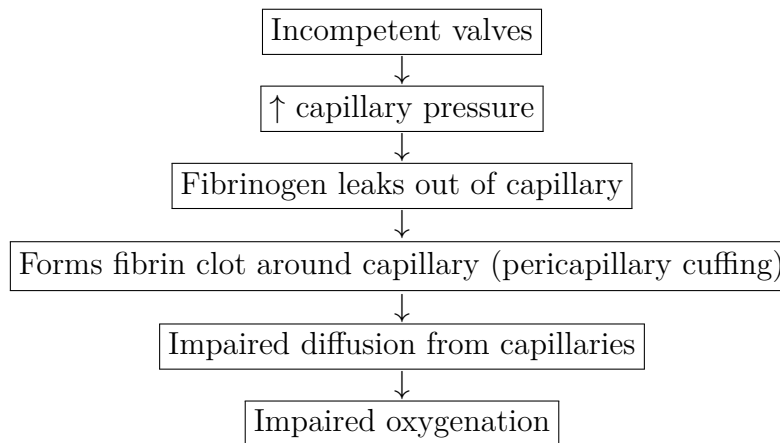 Incompetent valves
↑ capillary pressure
Fibrinogen leaks out of capillary
Forms fibrin clot around capillary (pericapillary cuffing)
Impaired diffusion from capillaries
Impaired oxygenation